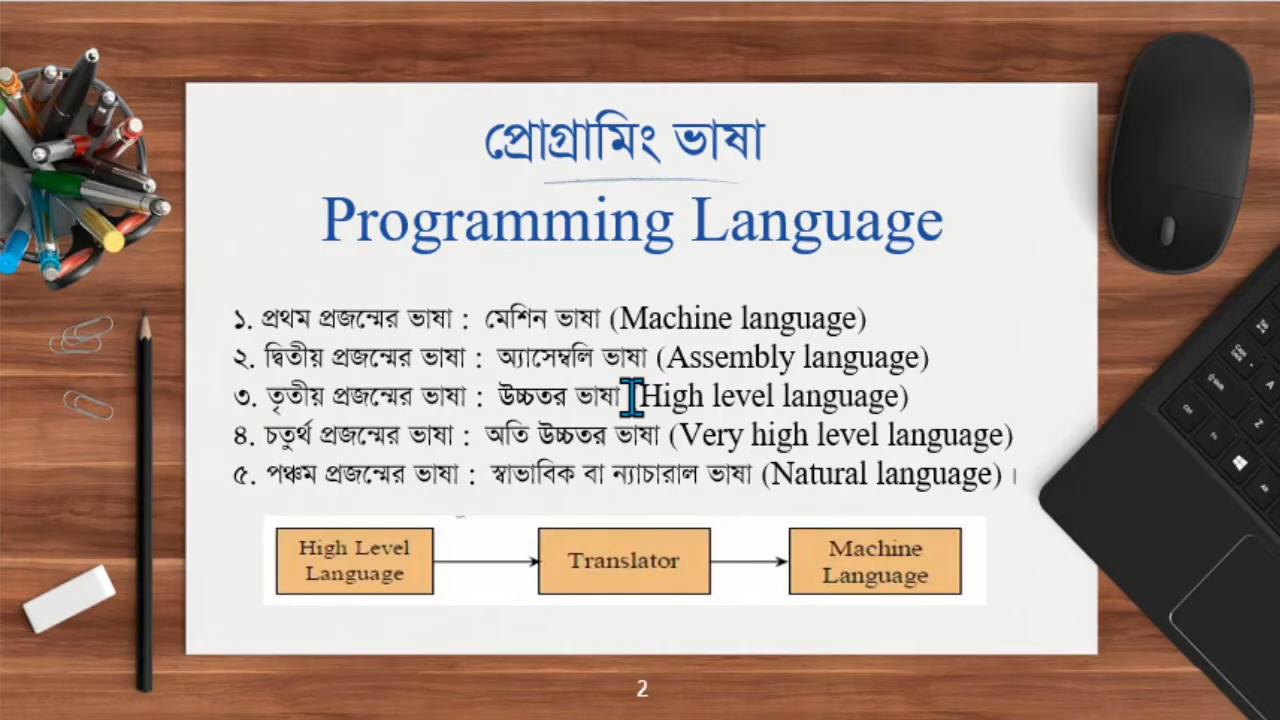 প্রোগ্রামিং ভাষা
Programming Language
১. প্রথম প্রজন্মের ভাষা : মেশিন ভাষা (Machine language)
২. দ্বিতীয় প্রজন্মের ভাষা : অ্যাসেম্বলি ভাষা (Assembly language)
৩. তৃতীয় প্রজন্মের ভাষা : উচ্চতর ভাষা (High level language)
৪. চতুর্থ প্রজন্মের ভাষা : অতি উচ্চতর ভাষা (Very high level language)
৫. পঞ্চম প্রজন্মের ভাষা : স্বাভাবিক বা ন্যাচারাল ভাষা (Natural language) ।
High Level
Language
Translator
Machine
Language
2